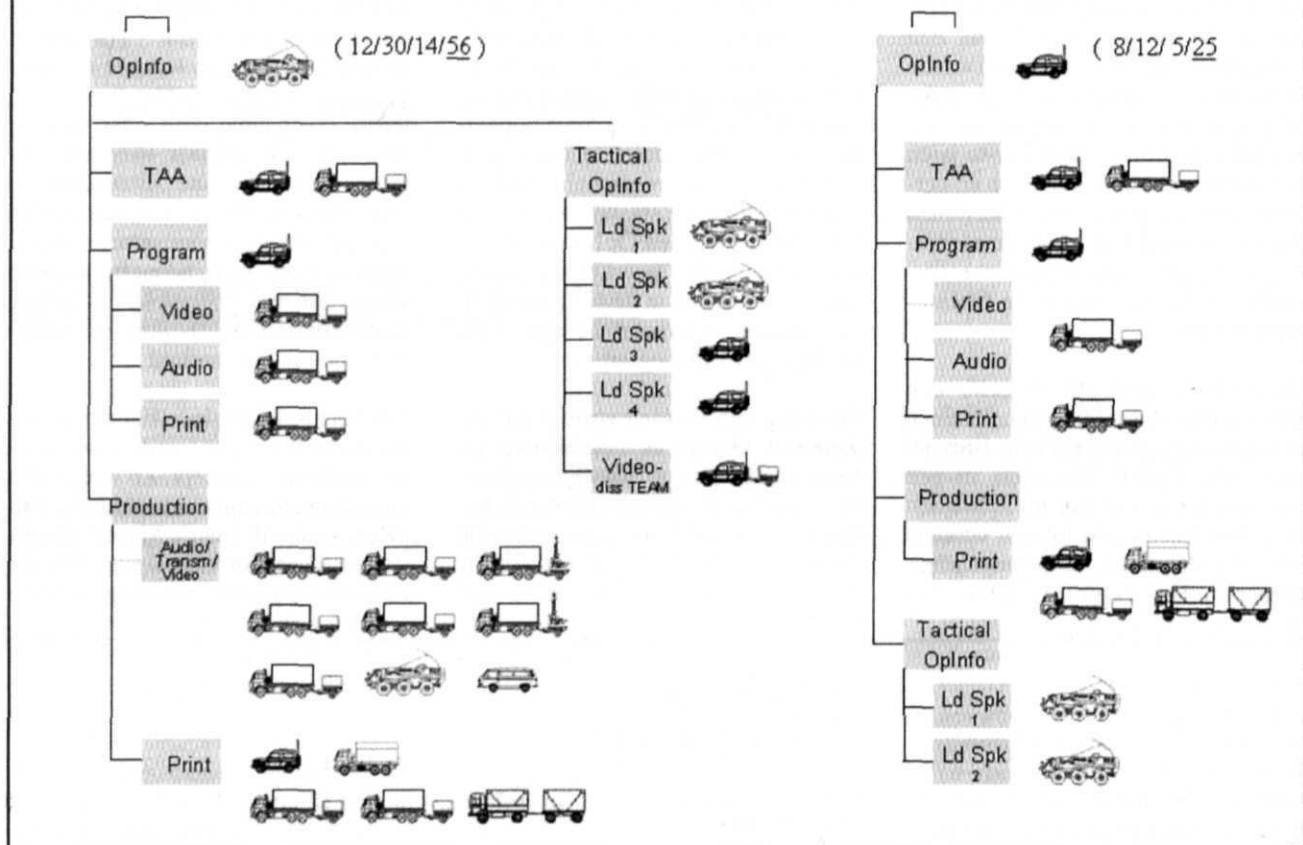 OpInfo
( 12/30/14/56 )
TAA
Program
Video
Audio
Print
Production
Audio/
Transm/
Video
Print
Tactical
OpInfo
Ld Spk
1
Ld Spk
2
Ld Spk
3
Ld Spk
4
Video-
diss TEAM
OpInfo
( 8/12/ 5/25
TAA
Program
Video
Audio
Print
Production
Print
Tactical
OpInfo
Ld Spk
1
Ld Spk
2